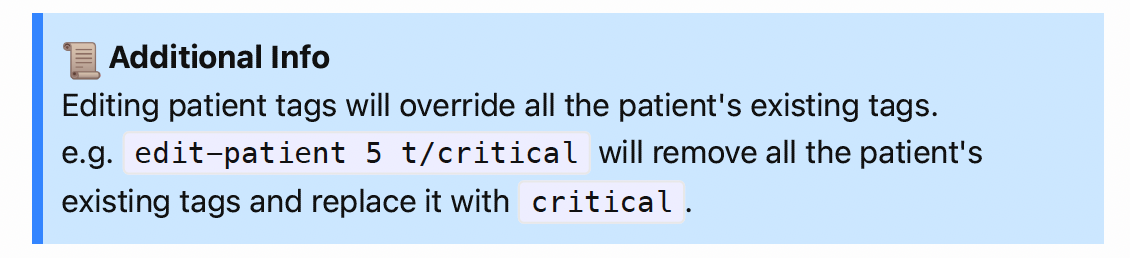 Additional Info
Editing patient tags will override all the patient's existing tags.
e.g. edit-patient 5 t/critical will remove all the patient's
existing tags and replace it with critical.